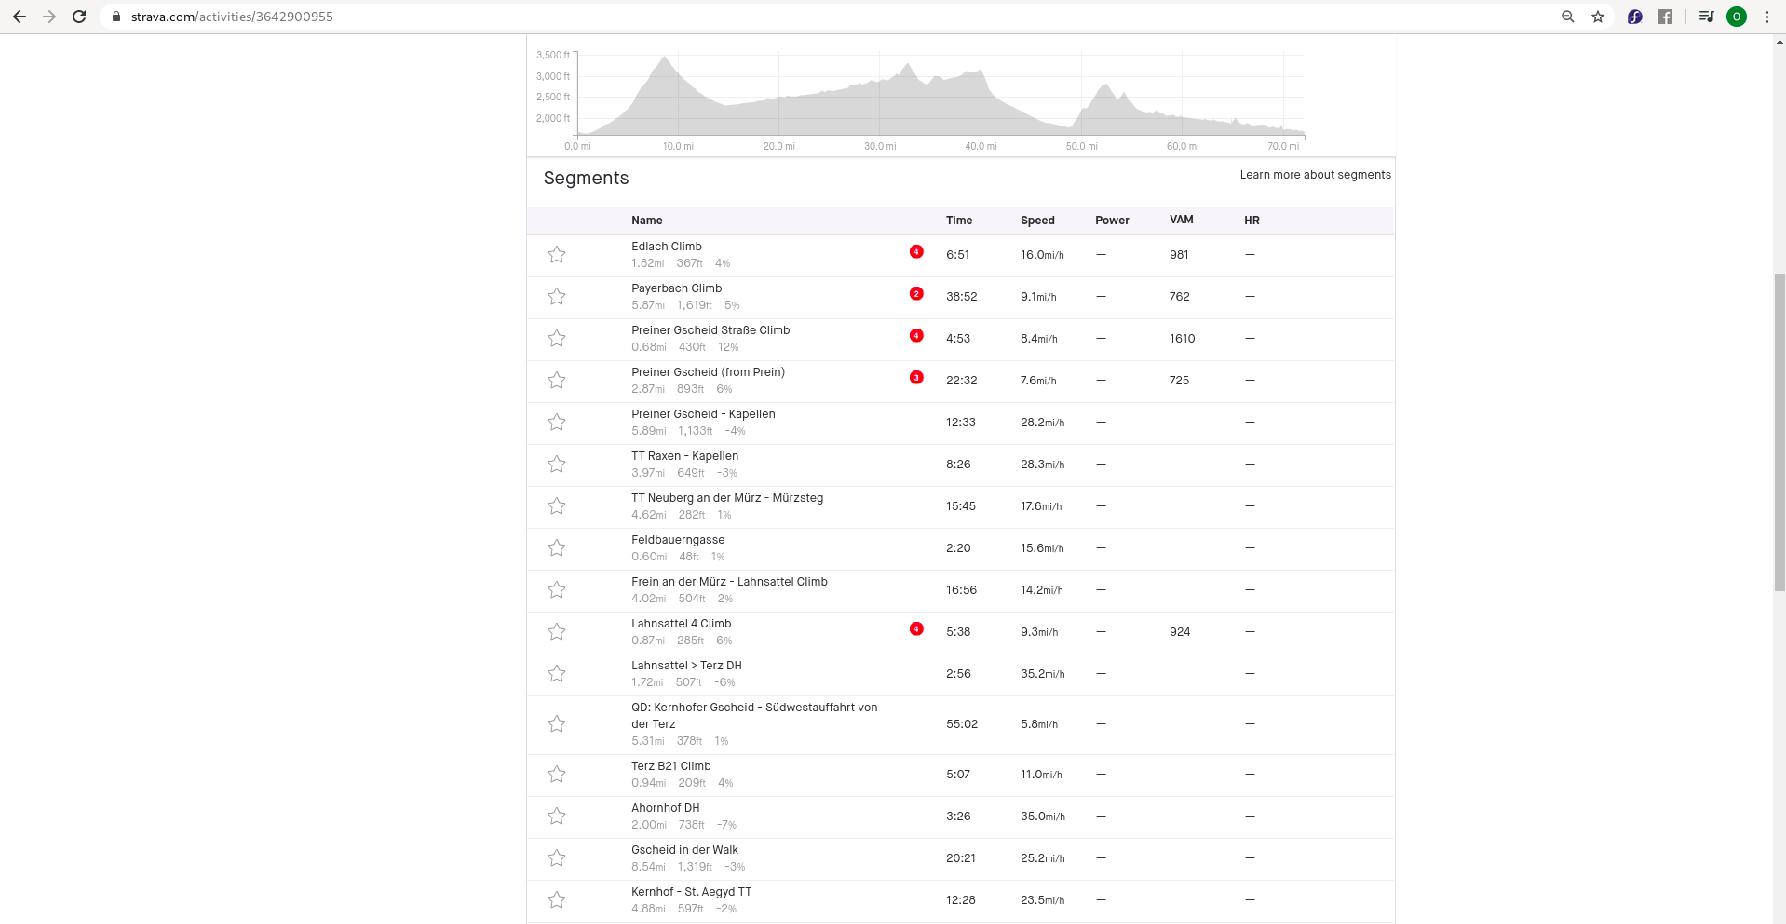 strava.com/activities/3642900955
O
3,500 ft
3,000 ft
2,500 ft
2,000 ft
0.0 mi 10.0 mi 20.0 mi 30.0 mi 40.0 mi 50.0 mi 60.0 mi 70.0 mi
Segments Learn more about segments
Name Time Speed Power VAM HR
Edlach Climb
1.82mi 367ft 4%
4 6:51 16.0mi/h — 981 —
Payerbach Climb
5.87mi 1,619ft 5%
2 38:52 9.1mi/h — 762 —
Preiner Gscheid Straße Climb
0.68mi 430ft 12%
4 4:53 8.4mi/h — 1610 —
Preiner Gscheid (from Prein)
2.87mi 893ft 6%
3 22:32 7.6mi/h — 725 —
Preiner Gscheid - Kapellen
5.89mi 1,133ft -4%
12:33 28.2mi/h — —
TT Raxen - Kapellen
3.97mi 649ft -3%
8:26 28.3mi/h — —
TT Neuberg an der Mürz - Mürzsteg
4.62mi 282ft 1%
15:45 17.6mi/h — —
Feldbauerngasse
0.60mi 48ft 1%
2:20 15.6mi/h — —
Frein an der Mürz - Lahnsattel Climb
4.02mi 504ft 2%
16:56 14.2mi/h — —
Lahnsattel 4 Climb
0.87mi 285ft 6%
4 5:38 9.3mi/h — 924 —
Lahnsattel > Terz DH
1.72mi 507ft -6%
2:56 35.2mi/h — —
QD: Kernhofer Gscheid - Südwestauffahrt von
der Terz
5.31mi 378ft 1%
55:02 5.8mi/h — —
Terz B21 Climb
0.94mi 209ft 4%
5:07 11.0mi/h — —
Ahornhof DH
2.00mi 738ft -7%
3:26 35.0mi/h — —
Gscheid in der Walk
8.54mi 1,319ft -3%
20:21 25.2mi/h — —
Kernhof - St. Aegyd TT
4.88mi 597ft -2%
12:28 23.5mi/h — —